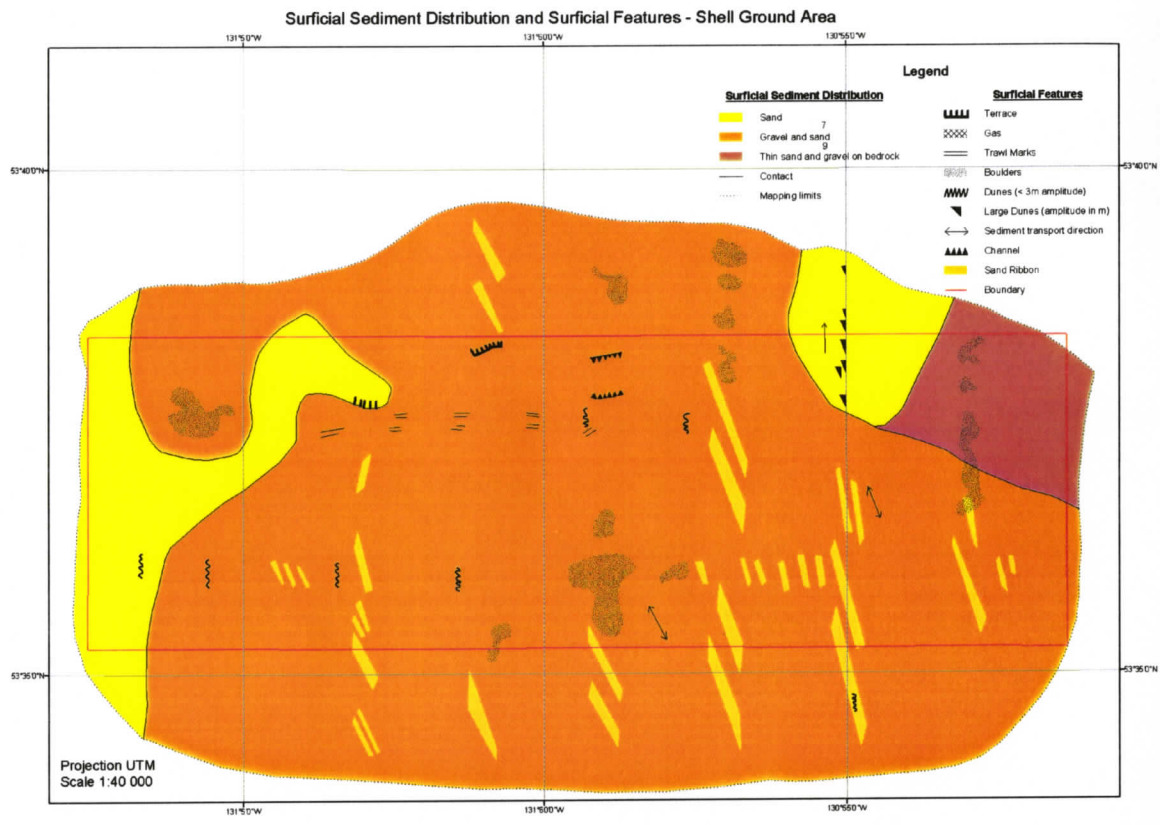 Surficial Sediment Distribution and Surficial Features - Shell Ground Area
131°5'0"W
131°0'0"W
130°55'0"W
Legend
Surficial Sediment Distribution
Sand
7
Gravel and sand
9
Thin sand and gravel on bedrock
Contact
Mapping limits
Surficial Features
Terrace
Gas
Trawl Marks
Boulders
Dunes (< 3m amplitude)
Large Dunes (amplitude in m)
Sediment transport direction
Channel
Sand Ribbon
Boundary
53°40'0"N
53°40'0"N
53°35'0"N
53°35'0"N
Projection UTM
Scale 1:40 000
131°5'0"W
131°0'0"W
130°55'0"W